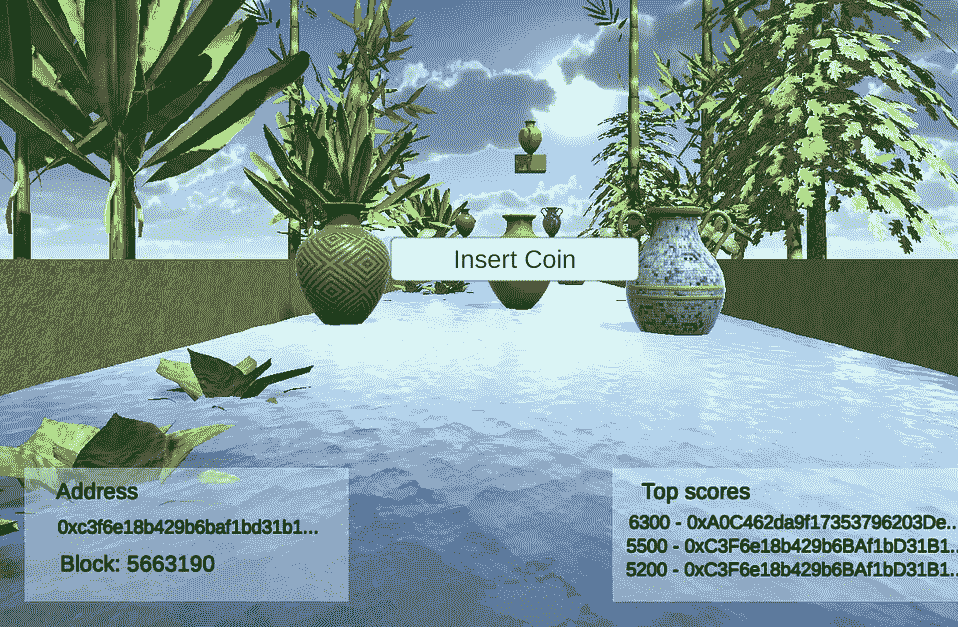 Insert Coin
Address
0xc3f6e18b429b6baf1bd31b1...
Block: 5663190
Top scores
6300 - 0xA0C462da9f17353796203De..
5500 - 0xC3F6e18b429b6BAf1bD31B1..
5200 - 0xC3F6e18b429b6BAf1bD31B1..